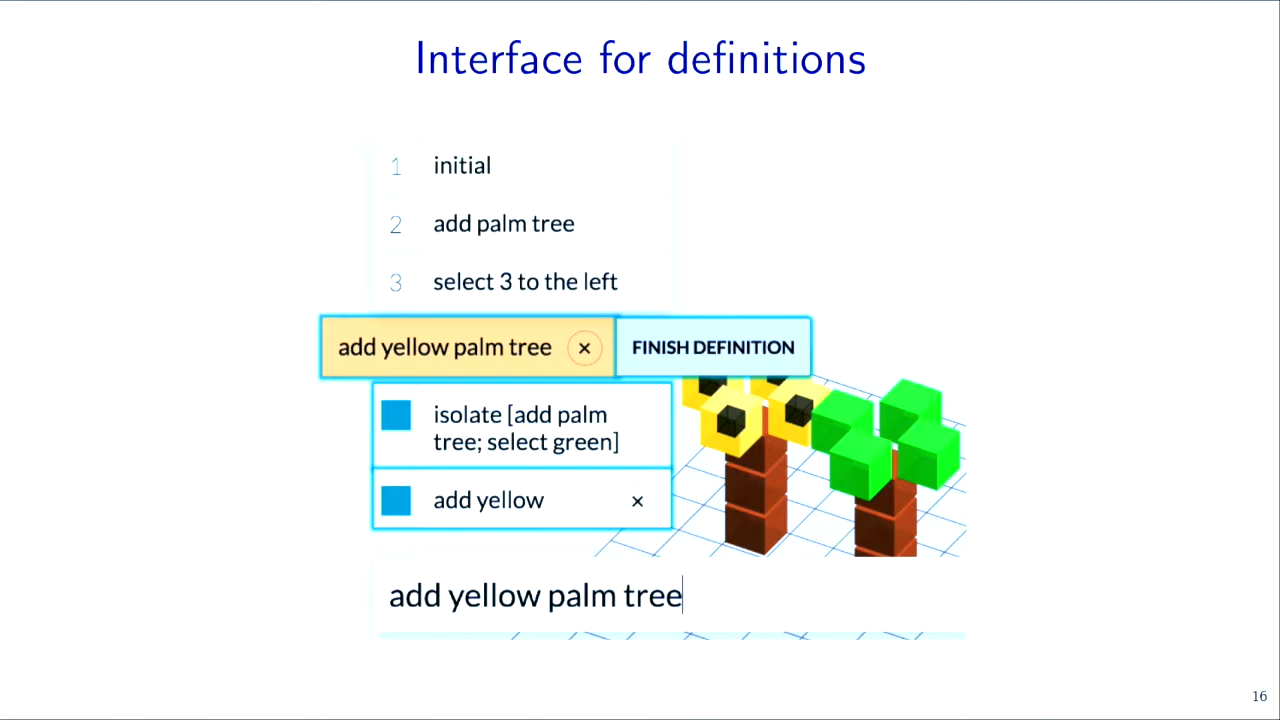 Interface for definitions
1 initial
2 add palm tree
3 select 3 to the left
add yellow palm tree × FINISH DEFINITION
isolate [add palm
tree; select green]
add yellow ×
add yellow palm tree
16